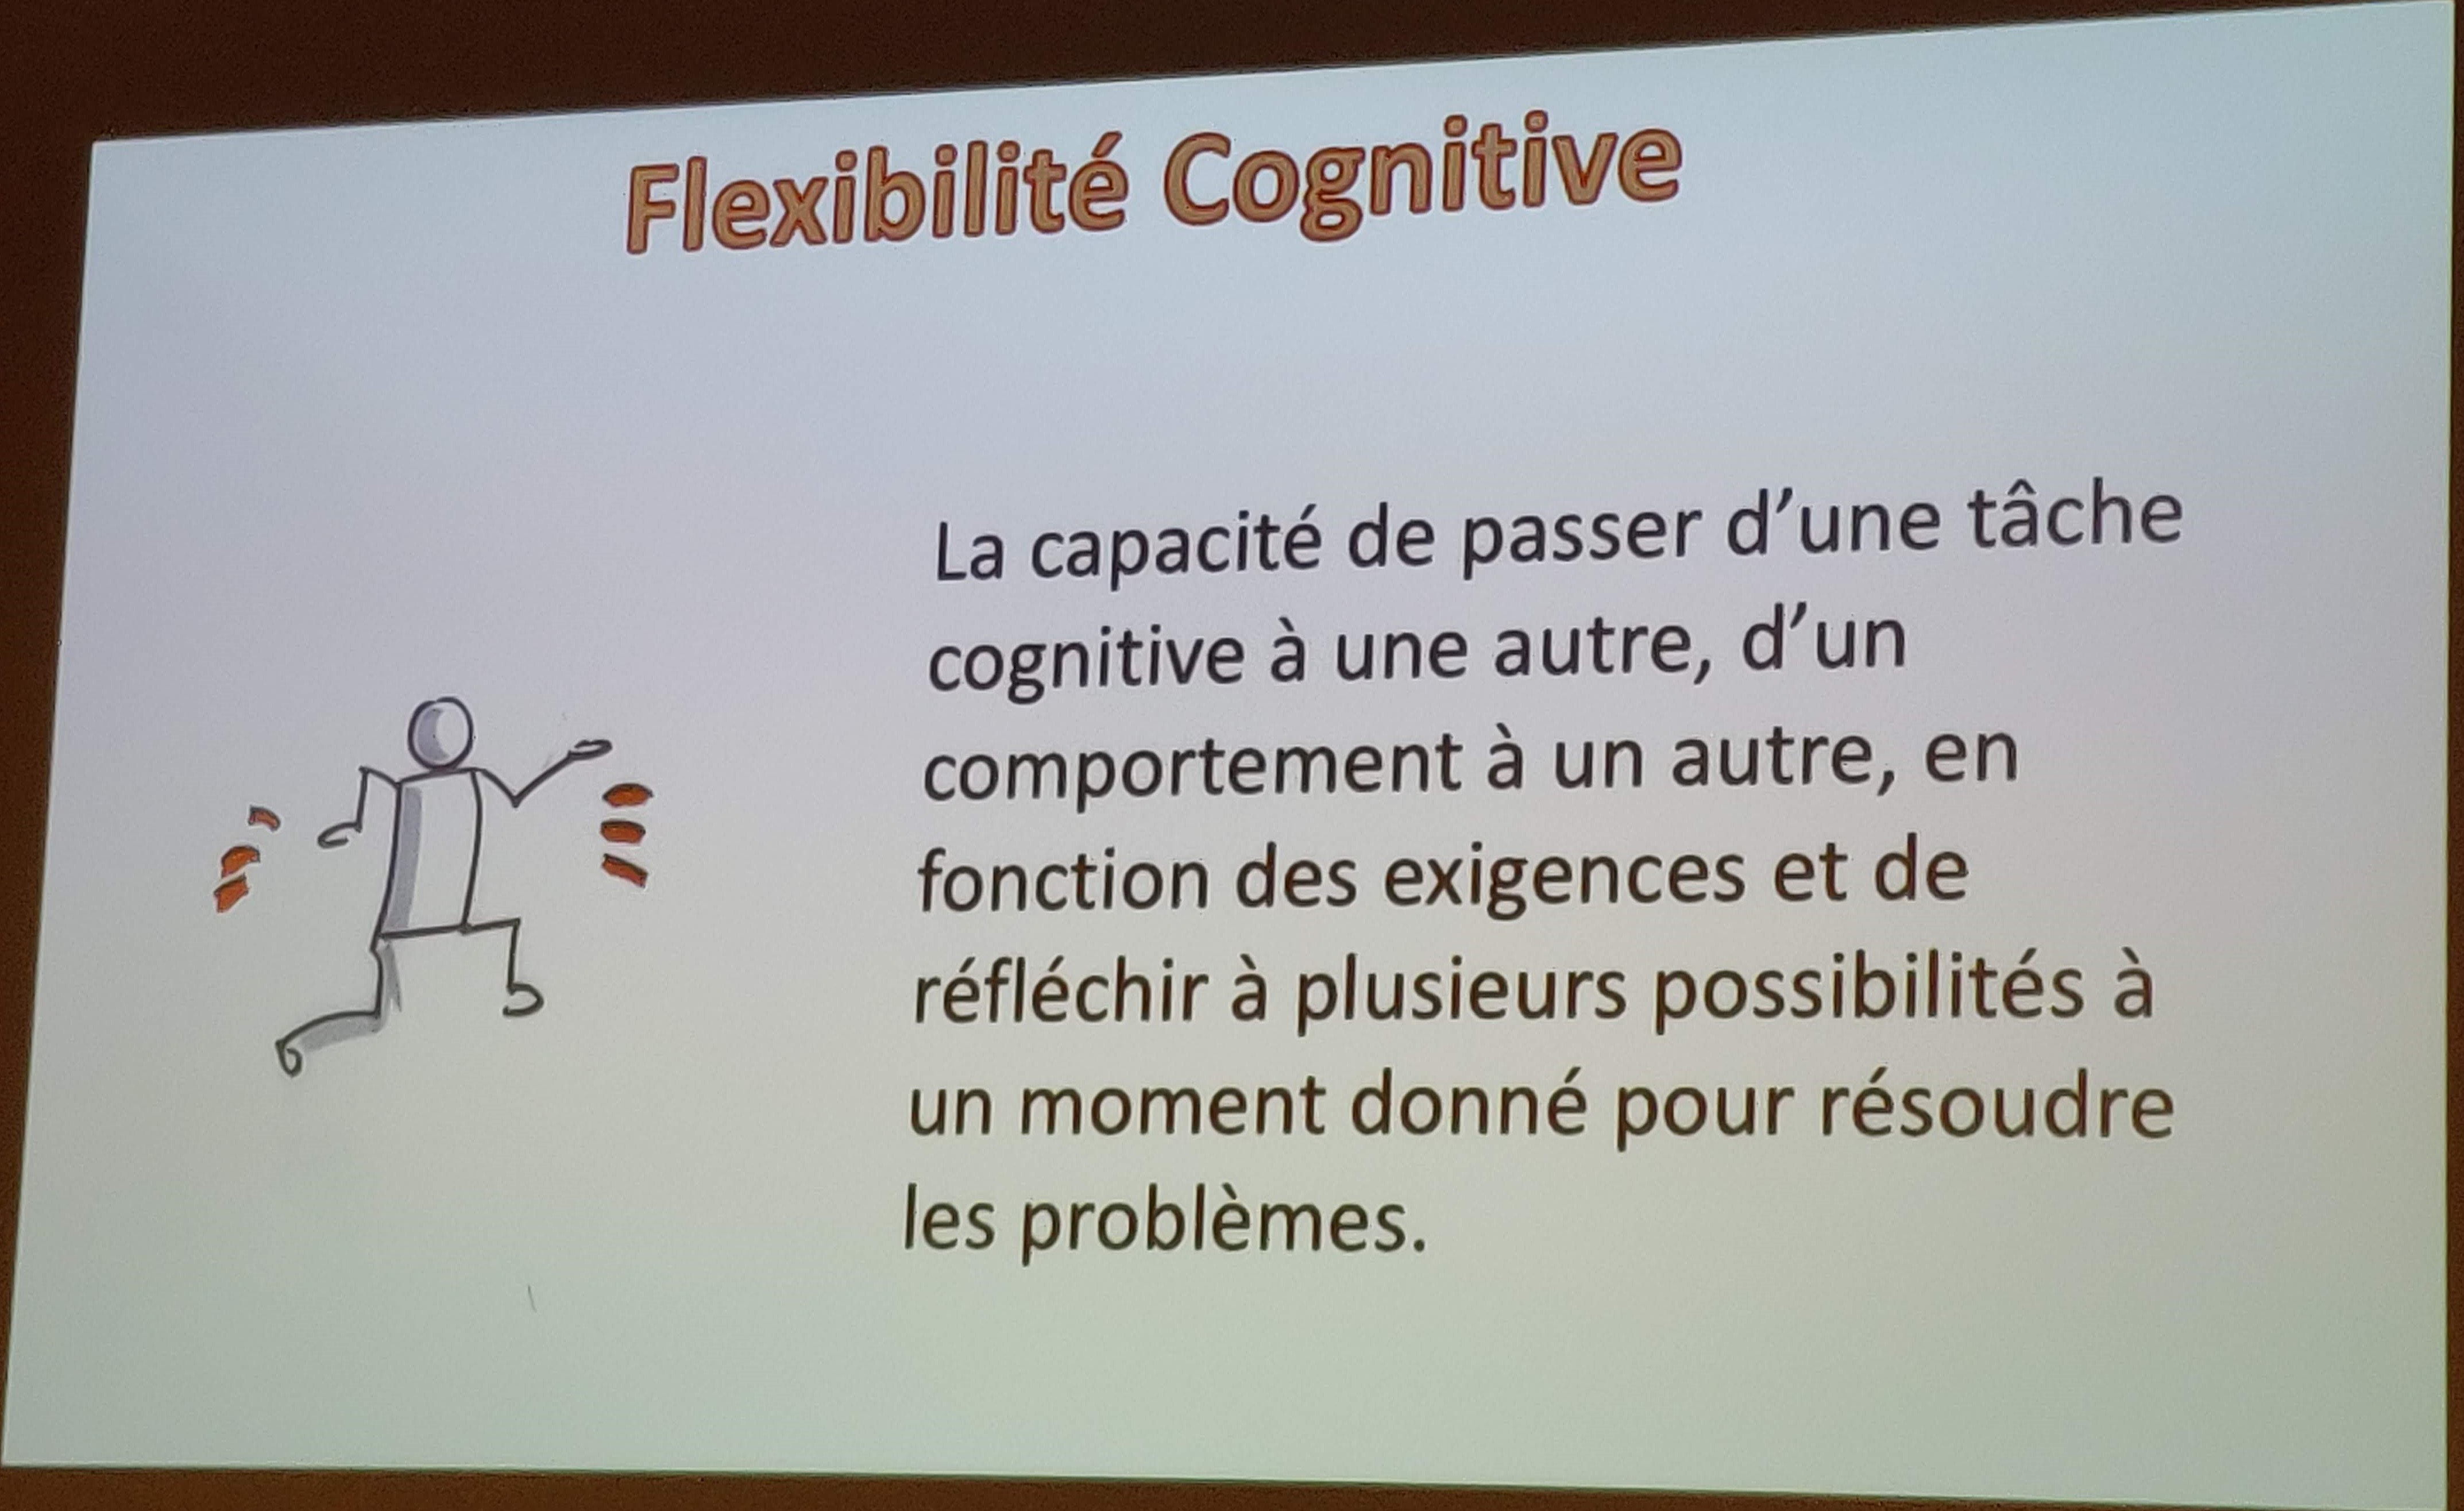 Flexibilité Cognitive
La capacité de passer d’une tâche
cognitive à une autre, d’un
comportement à un autre, en
fonction des exigences et de
réfléchir à plusieurs possibilités à
un moment donné pour résoudre
les problèmes.